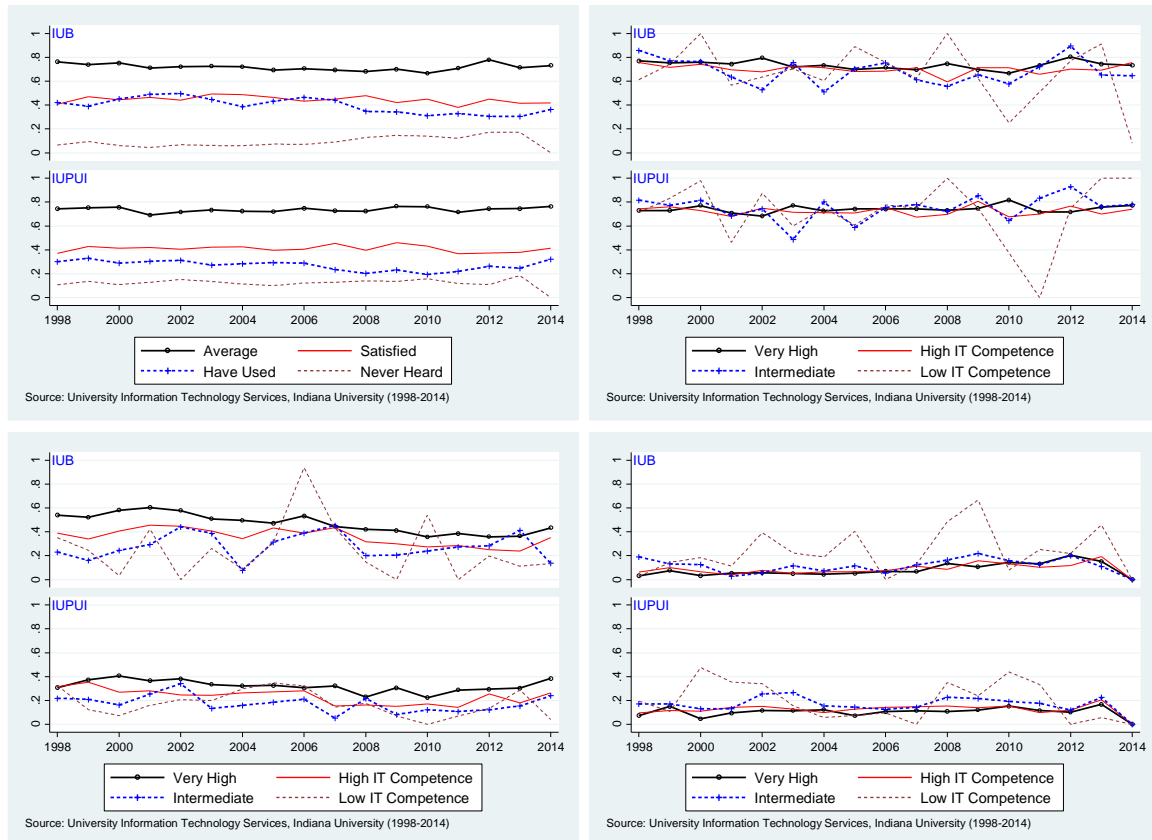 IUB
0 .2 .4 .6 .8 1
IUPUI
0 .2 .4 .6 .8 1
1998 2000 2002 2004 2006 2008 2010 2012 2014
Average Satisfied
Have Used Never Heard
Source: University Information Technology Services, Indiana University (1998-2014)
IUB
0 .2 .4 .6 .8 1
IUPUI
0 .2 .4 .6 .8 1
1998 2000 2002 2004 2006 2008 2010 2012 2014
Very High High IT Competence
Intermediate Low IT Competence
Source: University Information Technology Services, Indiana University (1998-2014)
IUB
0 .2 .4 .6 .8 1
IUPUI
0 .2 .4 .6 .8 1
1998 2000 2002 2004 2006 2008 2010 2012 2014
Very High High IT Competence
Intermediate Low IT Competence
Source: University Information Technology Services, Indiana University (1998-2014)
IUB
0 .2 .4 .6 .8 1
IUPUI
0 .2 .4 .6 .8 1
1998 2000 2002 2004 2006 2008 2010 2012 2014
Very High High IT Competence
Intermediate Low IT Competence
Source: University Information Technology Services, Indiana University (1998-2014)